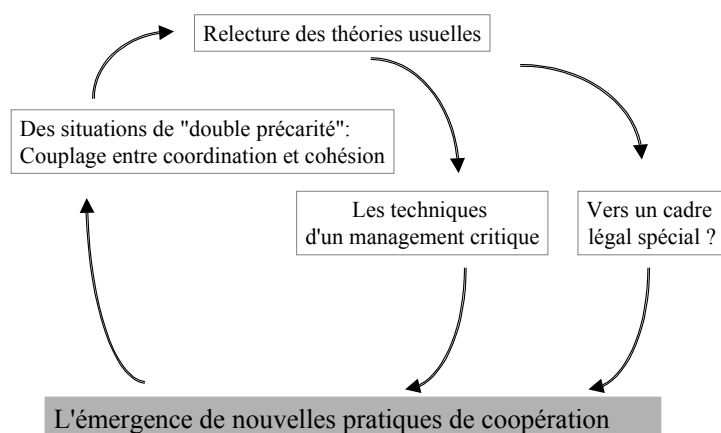 Relecture des théories usuelles
Des situations de "double précarité":
Couplage entre coordination et cohésion
Les techniques
d'un management critique
Vers un cadre
légal spécial ?
L'émergence de nouvelles pratiques de coopération